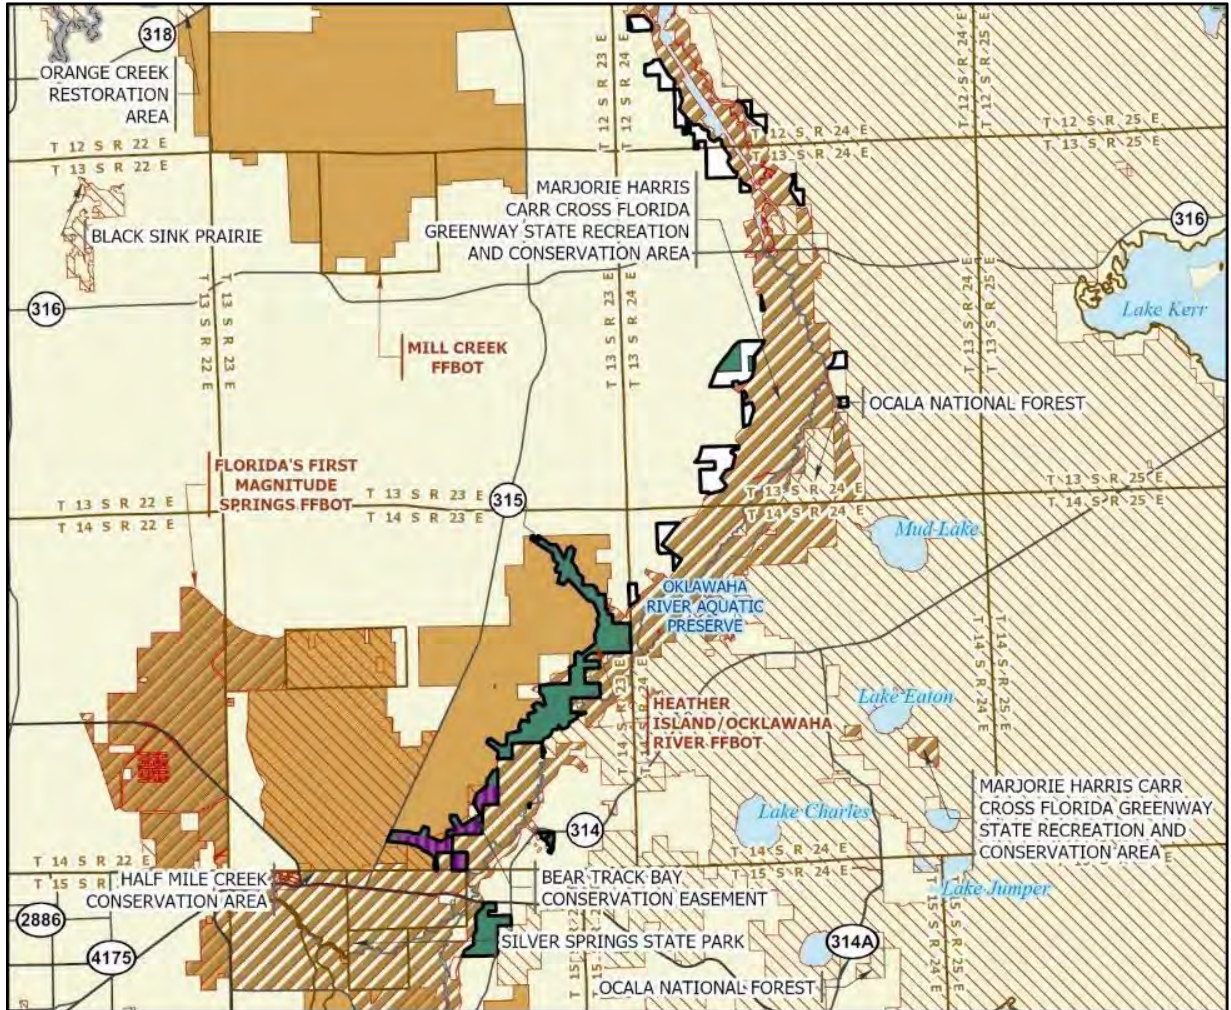 318
ORANGE CREEK
RESTORATION
AREA
T 12 S R 22 E
T 13 S R 22 E
BLACK SINK PRAIRIE
316
T 13 S R 22 E
T 13 S R 23 E
T 12 S R 23 E
T 12 S R 24 E
T 12 S R 24 E
T 13 S R 24 E
T 12 S R 24 E
T 12 S R 25 E
T 12 S R 25 E
T 13 S R 25 E
MARJORIE HARRIS
CARR CROSS FLORIDA
GREENWAY STATE RECREATION
AND CONSERVATION AREA
316
Lake Kerr
MILL CREEK
FFBOT
T 13 S R 23 E
T 13 S R 24 E
T 13 S R 24 E
T 13 S R 25 E
OCALA NATIONAL FOREST
FLORIDA'S FIRST
MAGNITUDE
SPRINGS FFBOT
T 13 S R 22 E
T 14 S R 22 E
T 13 S R 23 E
T 14 S R 23 E
315
T 13 S R 24 E
T 14 S R 24 E
T 13 S R 25 E
T 14 S R 25 E
Mud Lake
OKLAWAHA
RIVER AQUATIC
PRESERVE
T 14 S R 23 E
T 14 S R 24 E
T 14 S R 24 E
T 14 S R 25 E
Lake Eaton
HEATHER
ISLAND/OCKLAWAHA
RIVER FFBOT
MARJORIE HARRIS CARR
CROSS FLORIDA GREENWAY
STATE RECREATION AND
CONSERVATION AREA
Lake Charles
314
T 14 S R 22 E
T 15 S R 22 E
T 14 S R 24 E
T 15 S R 24 E
HALF MILE CREEK
CONSERVATION AREA
BEAR TRACK BAY
CONSERVATION EASEMENT
Lake Jumper
2886
4175
SILVER SPRINGS STATE PARK
314A
OCALA NATIONAL FOREST
T 15 S R 24 E
T 15 S R 25 E